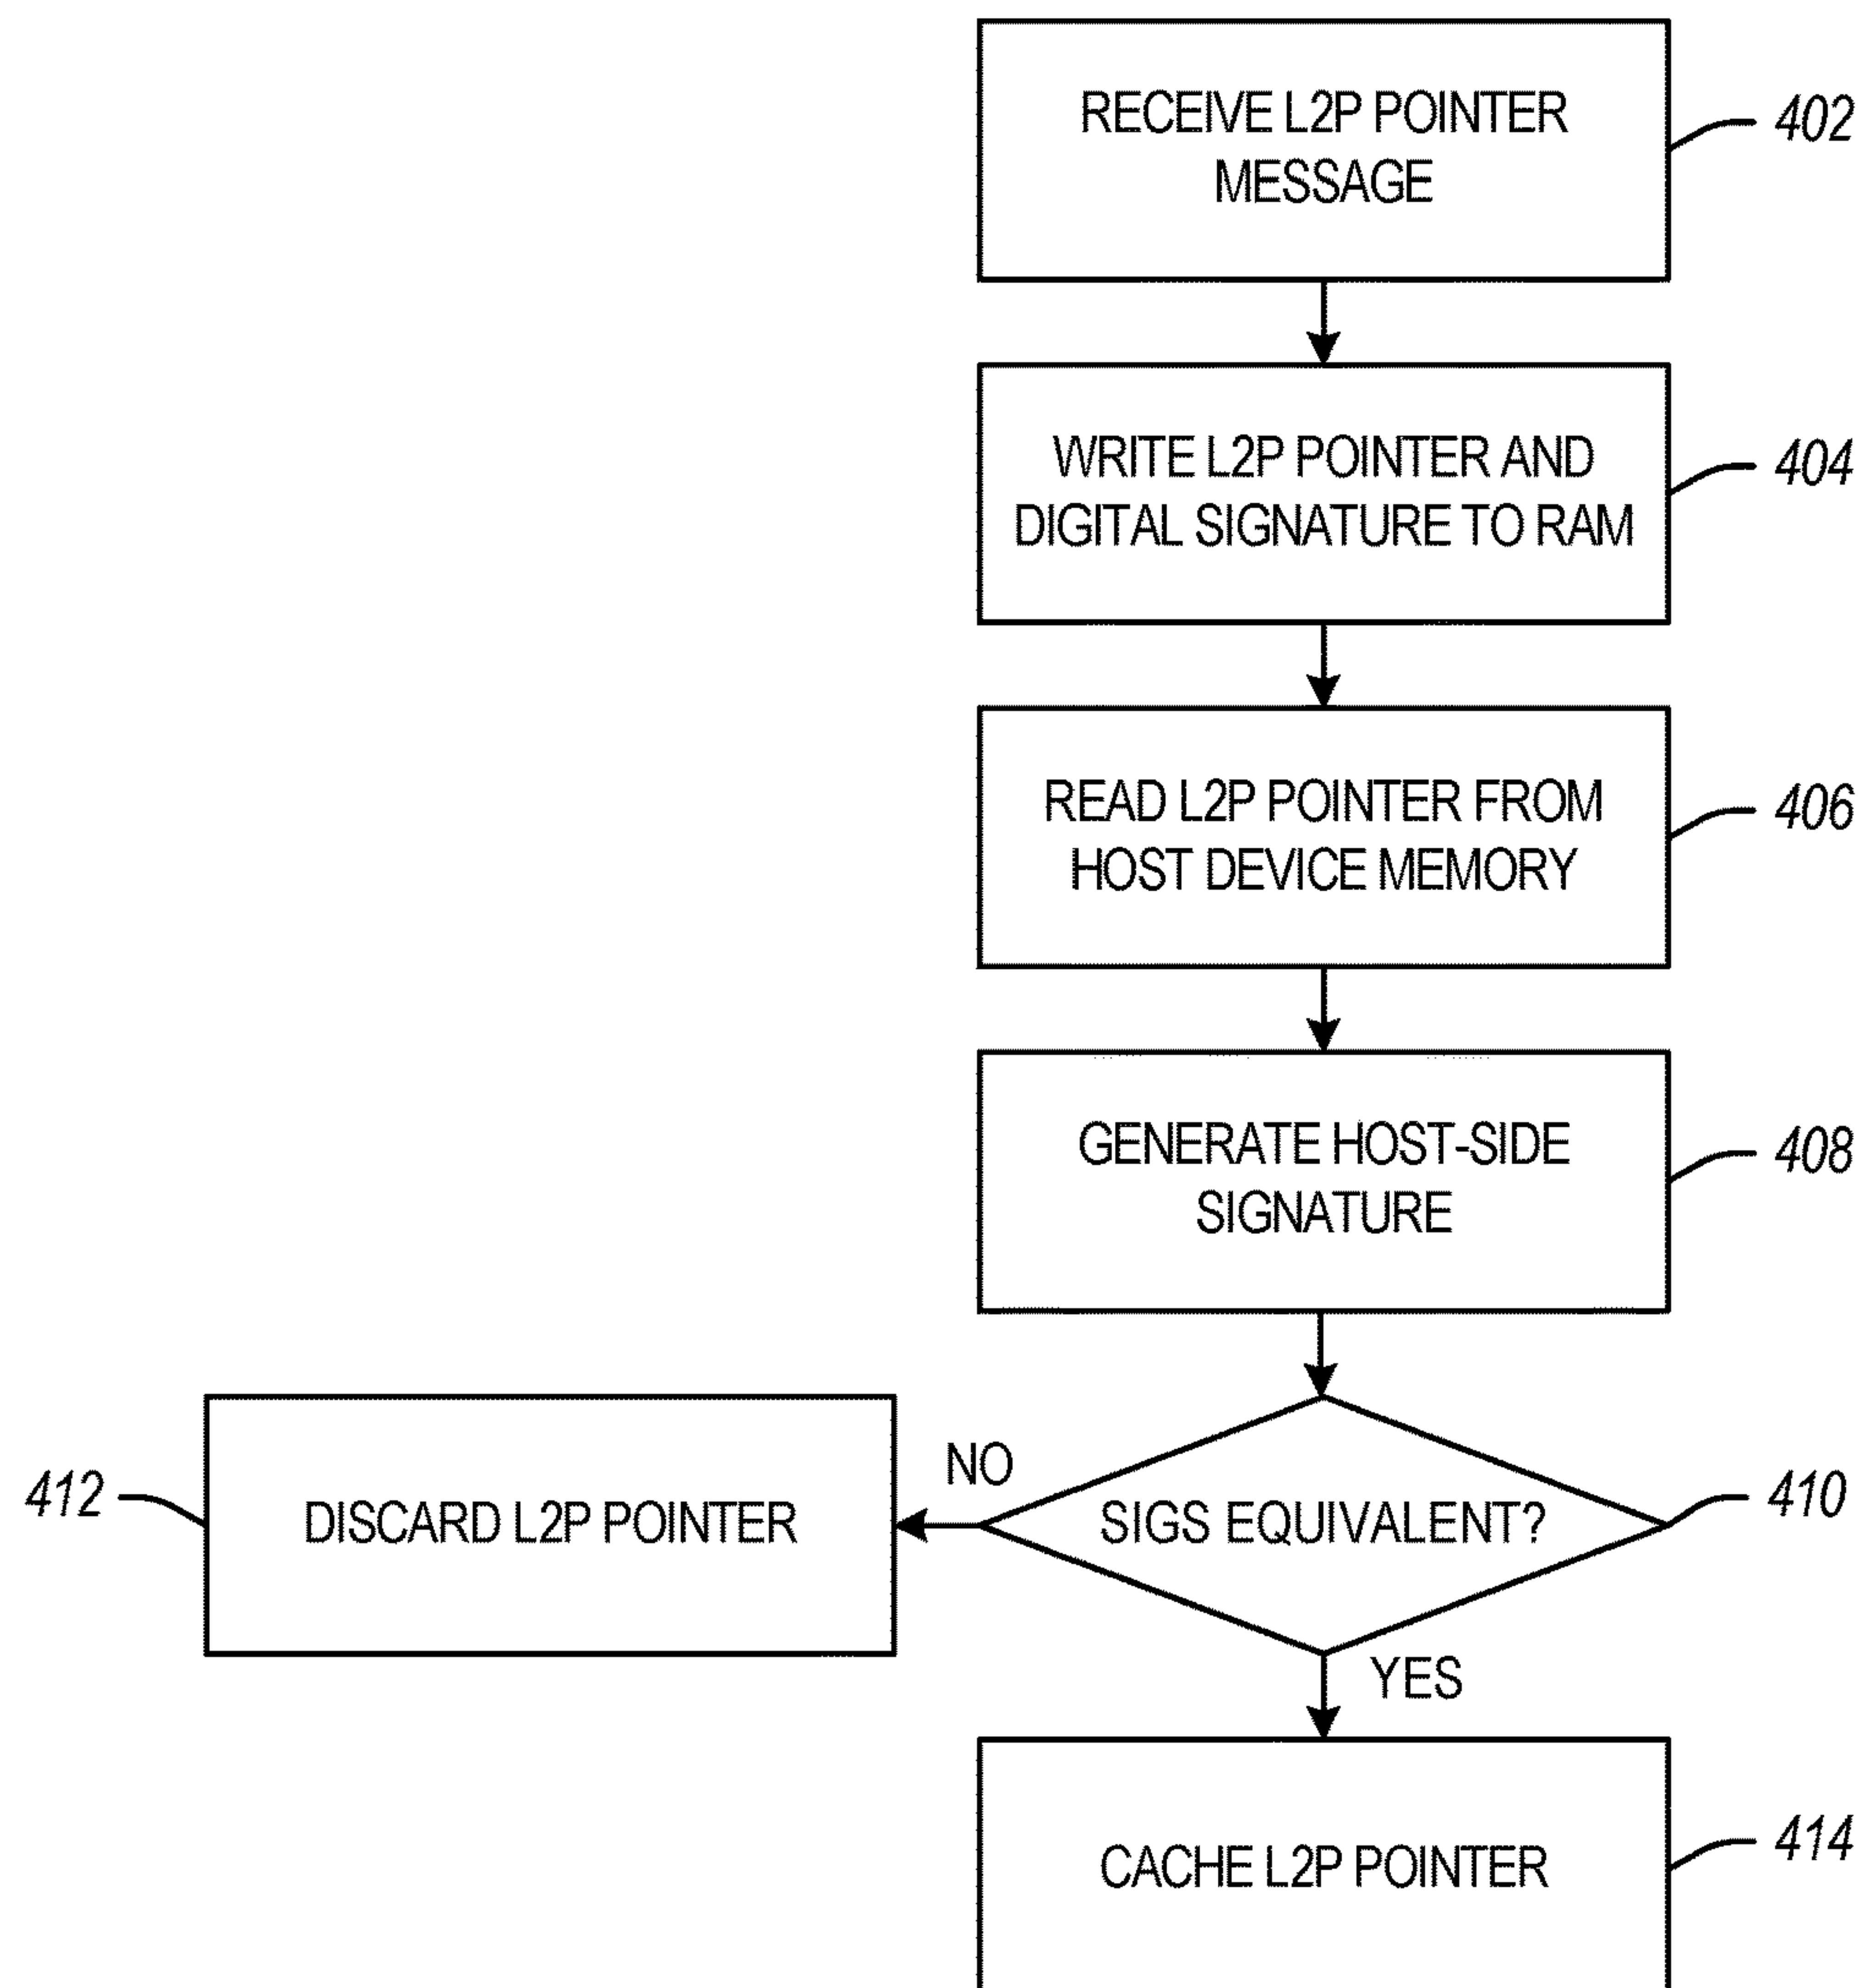 RECEIVE L2P POINTER
MESSAGE
402
WRITE L2P POINTER AND
DIGITAL SIGNATURE TO RAM
404
READ L2P POINTER FROM
HOST DEVICE MEMORY
406
GENERATE HOST-SIDE
SIGNATURE
408
412
DISCARD L2P POINTER
NO
SIGS EQUIVALENT?
410
YES
CACHE L2P POINTER
414